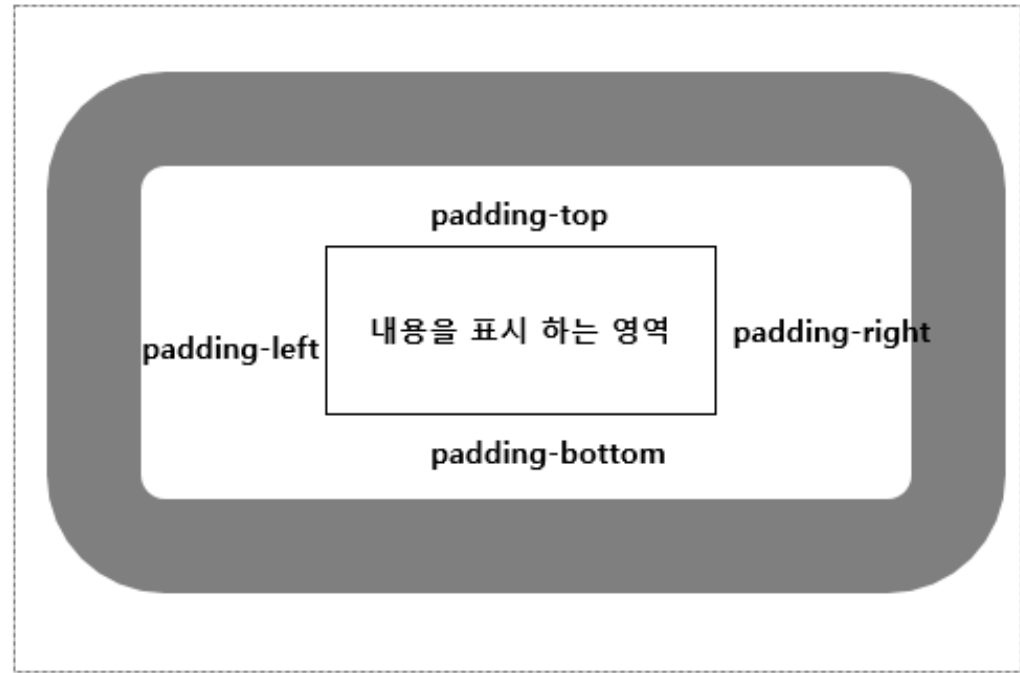 padding-top
내용을 표시 하는 영역
padding-left
padding-right
padding-bottom